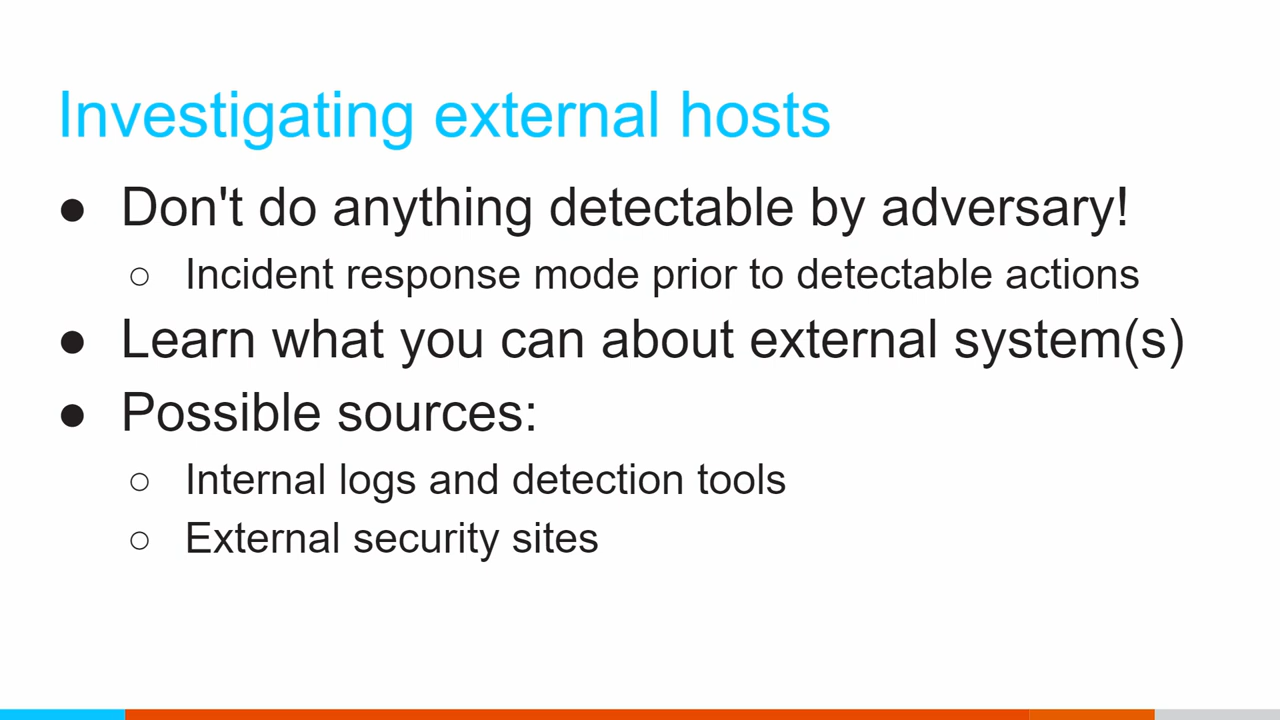 Investigating external hosts
● Don't do anything detectable by adversary!
○ Incident response mode prior to detectable actions
● Learn what you can about external system(s)
● Possible sources:
○ Internal logs and detection tools
○ External security sites